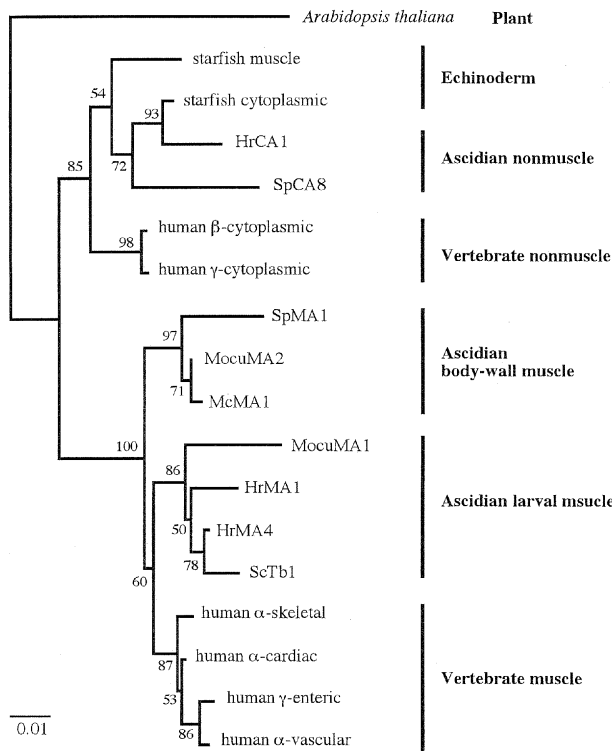 Arabidopsis thaliana Plant
starfish muscle
Echinoderm
54
starfish cytoplasmic
93
HrCA1
Ascidian nonmuscle
72
85
SpCA8
human β-cytoplasmic
98
Vertebrate nonmuscle
human γ-cytoplasmic
SpMA1
97
MocuMA2
Ascidian
body-wall muscle
71
McMA1
100
MocuMA1
86
HrMA1
Ascidian larval msucle
50
HrMA4
78
ScTb1
60
human α-skeletal
87
human α-cardiac
Vertebrate muscle
53
human γ-enteric
86
human α-vascular
0.01